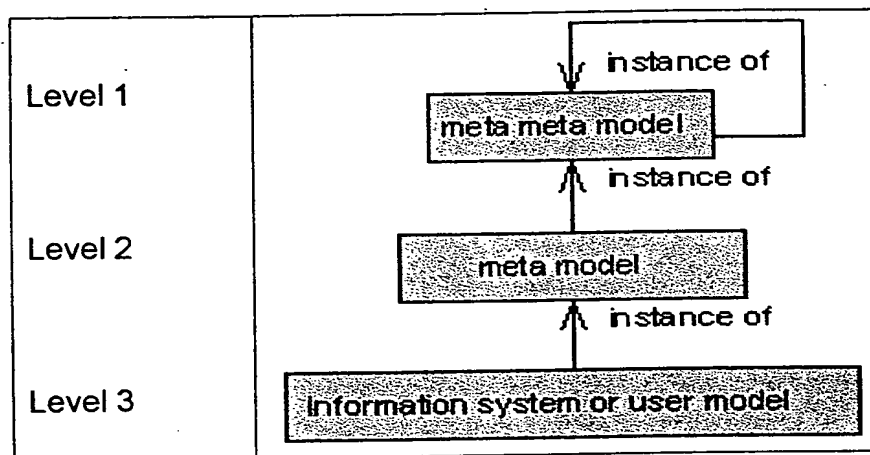 instance of
Level 1
meta meta model
instance of
Level 2
meta model
instance of
Level 3
Information system or user model